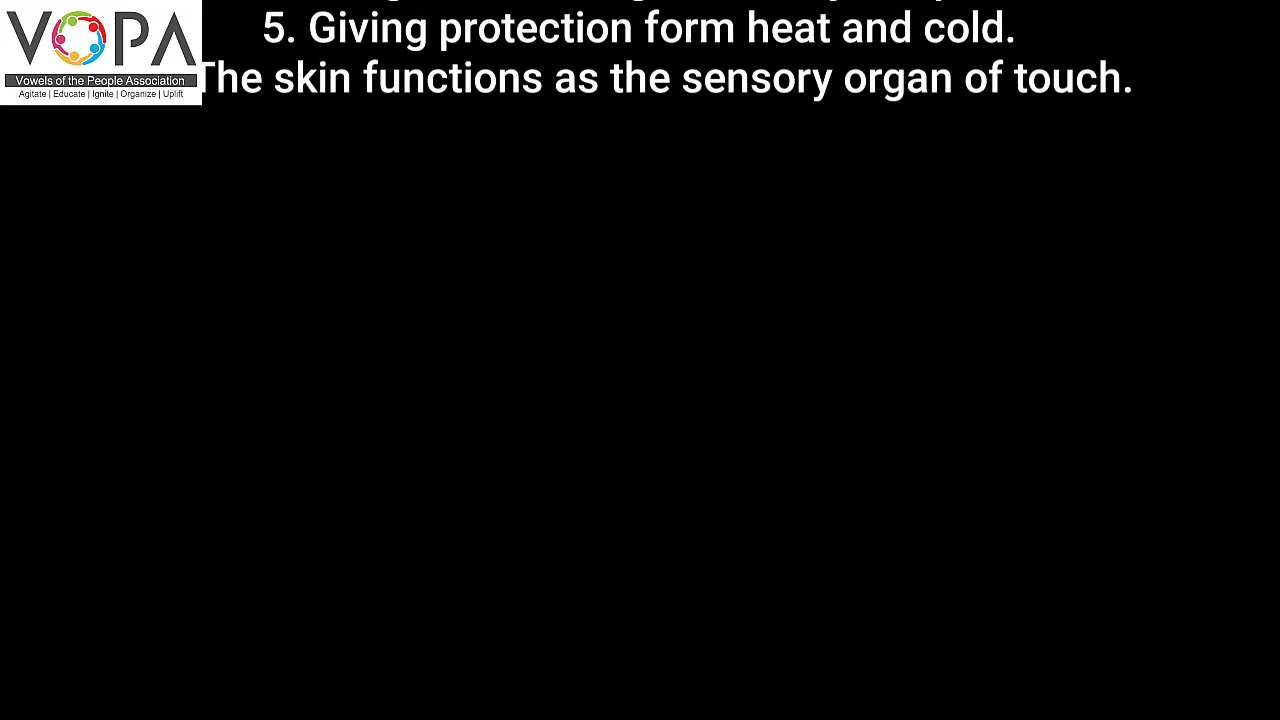 VOPA
Vowels of the People Association
Agitate | Educate | Ignite | Organize | Uplift
5. Giving protection form heat and cold.
The skin functions as the sensory organ of touch.